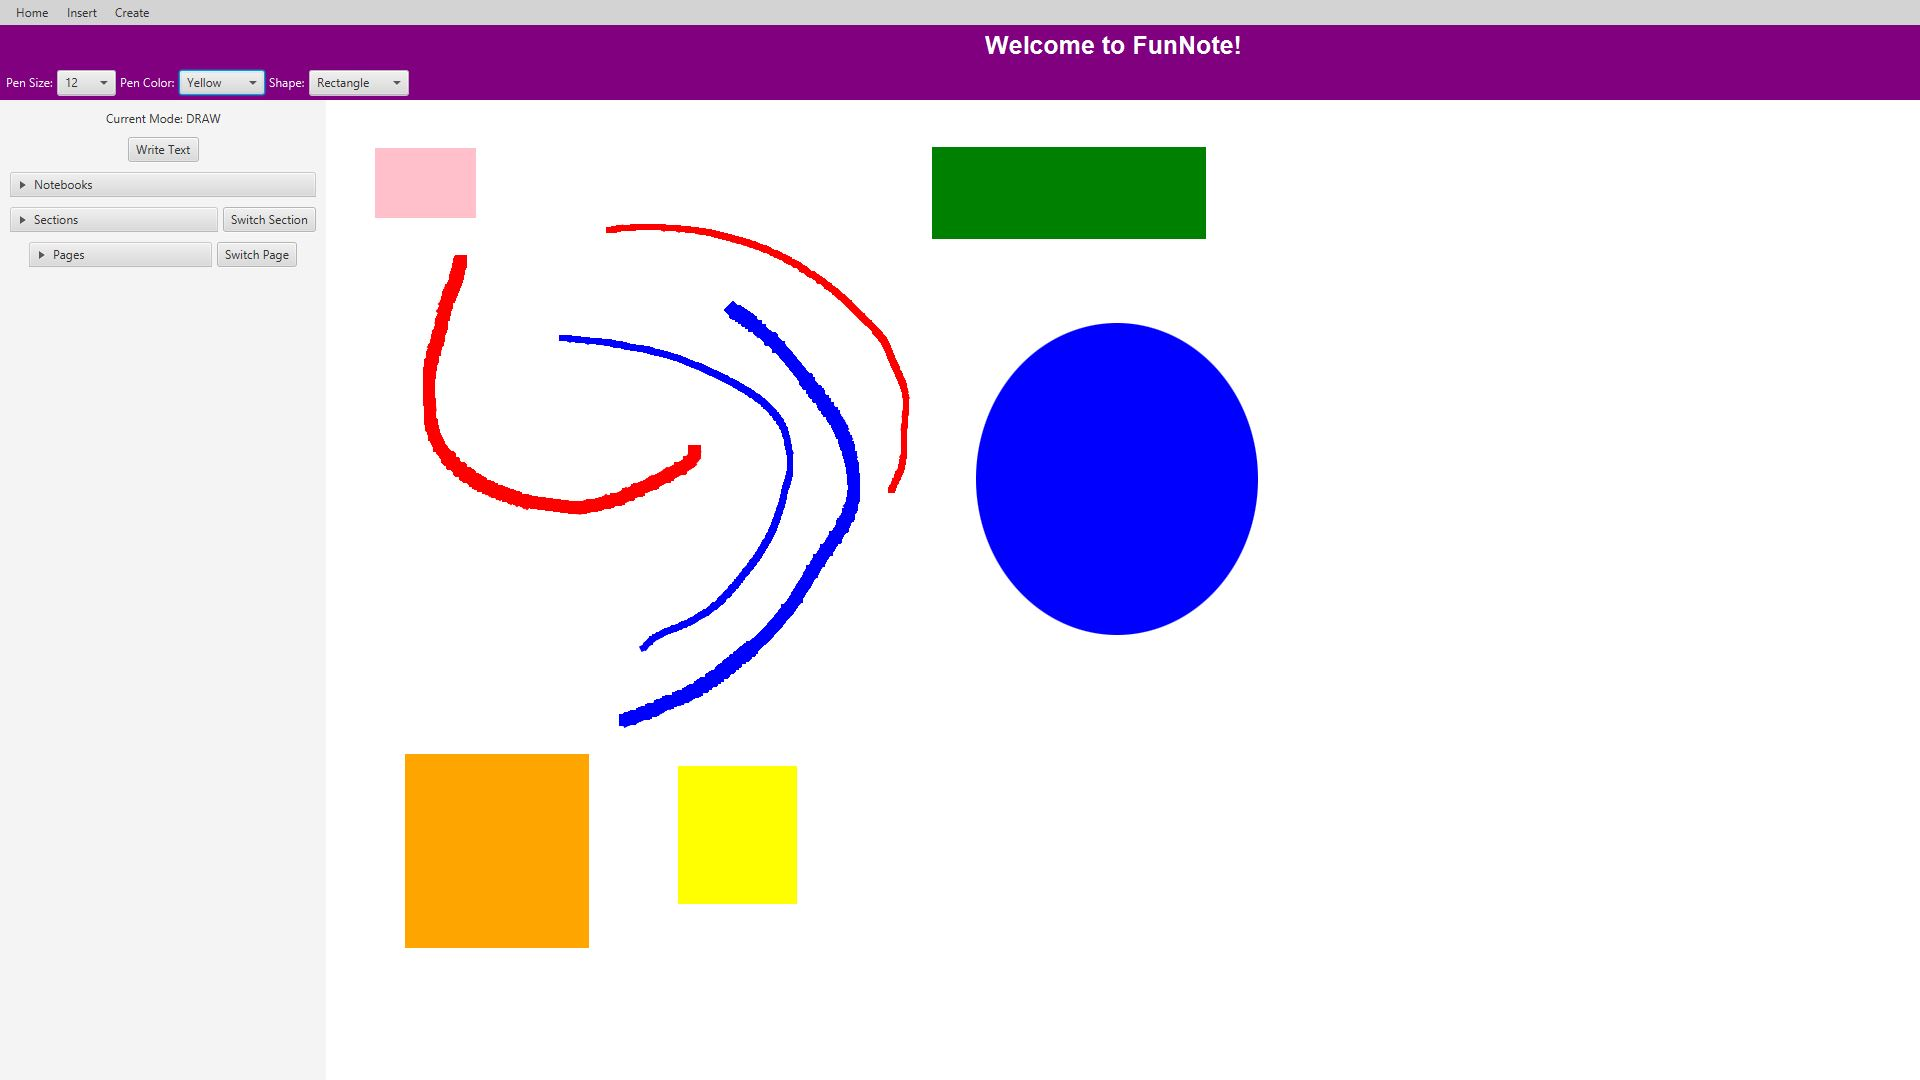 Home Insert Create
Welcome to FunNote!
Pen Size: 12 Pen Color: Yellow Shape: Rectangle
Current Mode: DRAW
Write Text
Notebooks
Sections Switch Section
Pages Switch Page